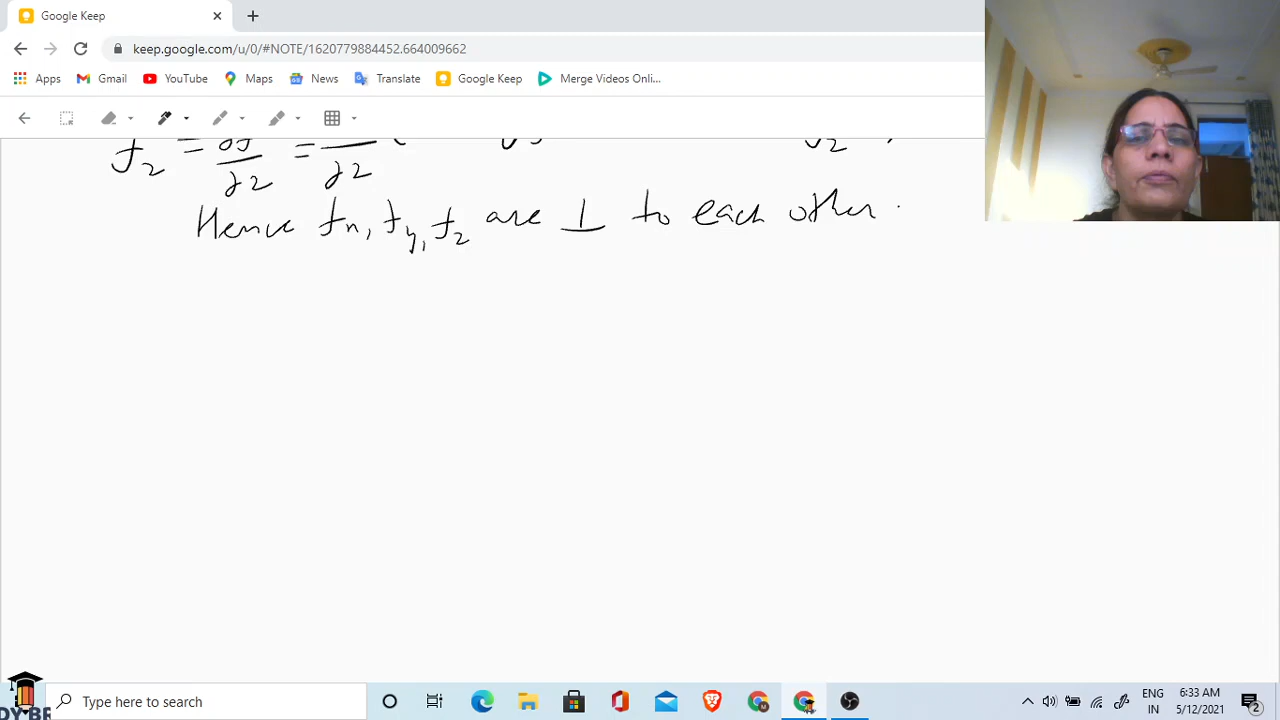 Google Keep
keep.google.com/u/0/#NOTE/1620779884452.664009662
Apps Gmail YouTube Maps News Translate Google Keep Merge Videos Onli...
Hence fx, fy, fz are ⊥ to each other.
Type here to search
ENG
IN
6:33 AM
5/12/2021
2